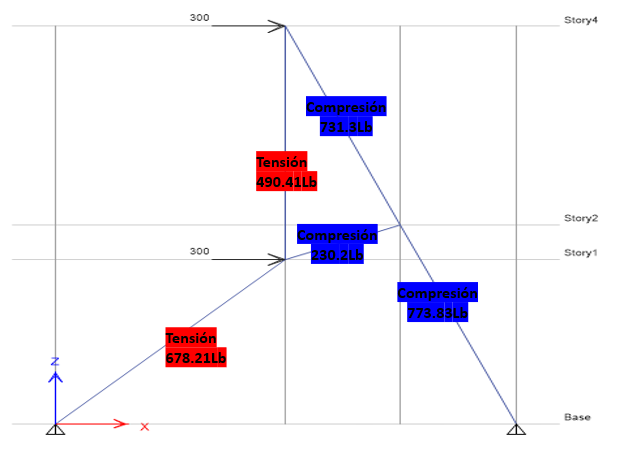 300
Story4
Compresión
731.3Lb
Tensión
490.41Lb
Story2
Compresión
230.2Lb
300
Story1
Compresión
773.83Lb
Tensión
678.21Lb
Z
X
Base